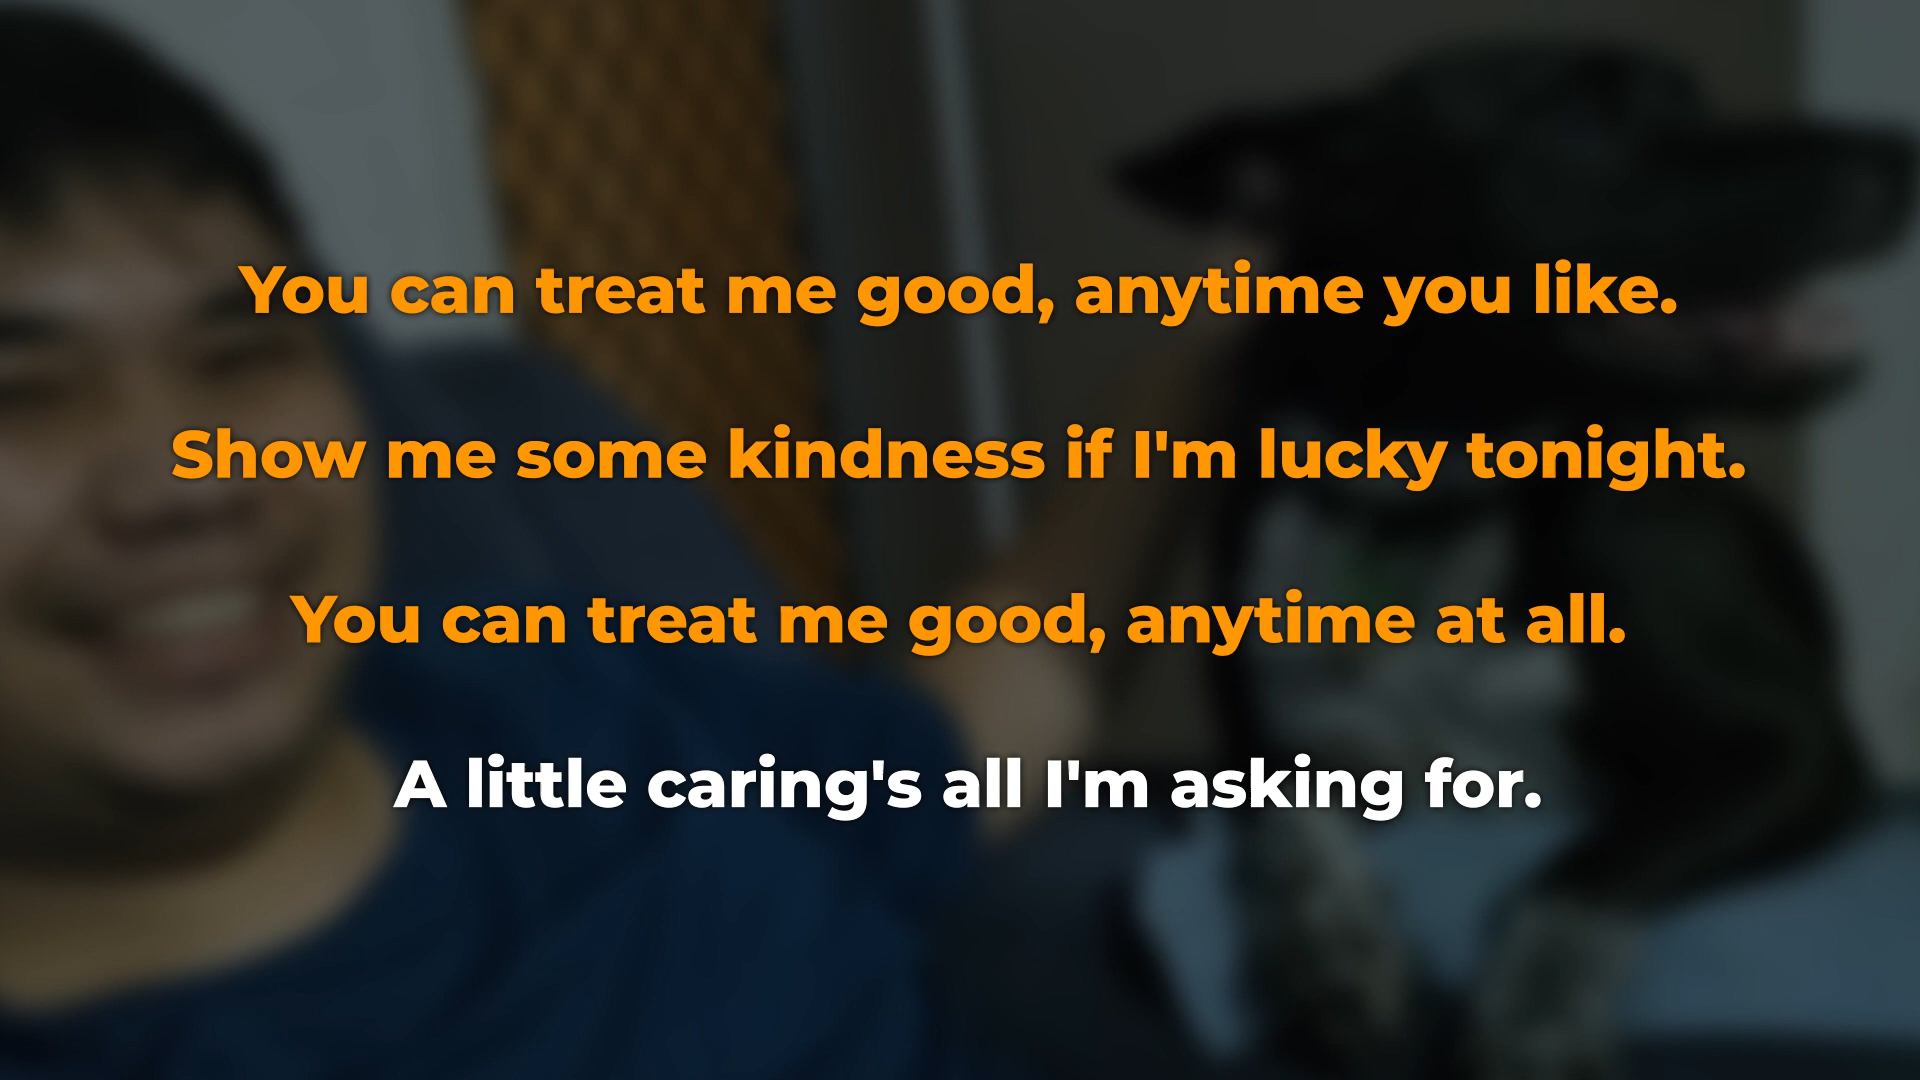 You can treat me good, anytime you like.
Show me some kindness if I'm lucky tonight.
You can treat me good, anytime at all.
A little caring's all I'm asking for.